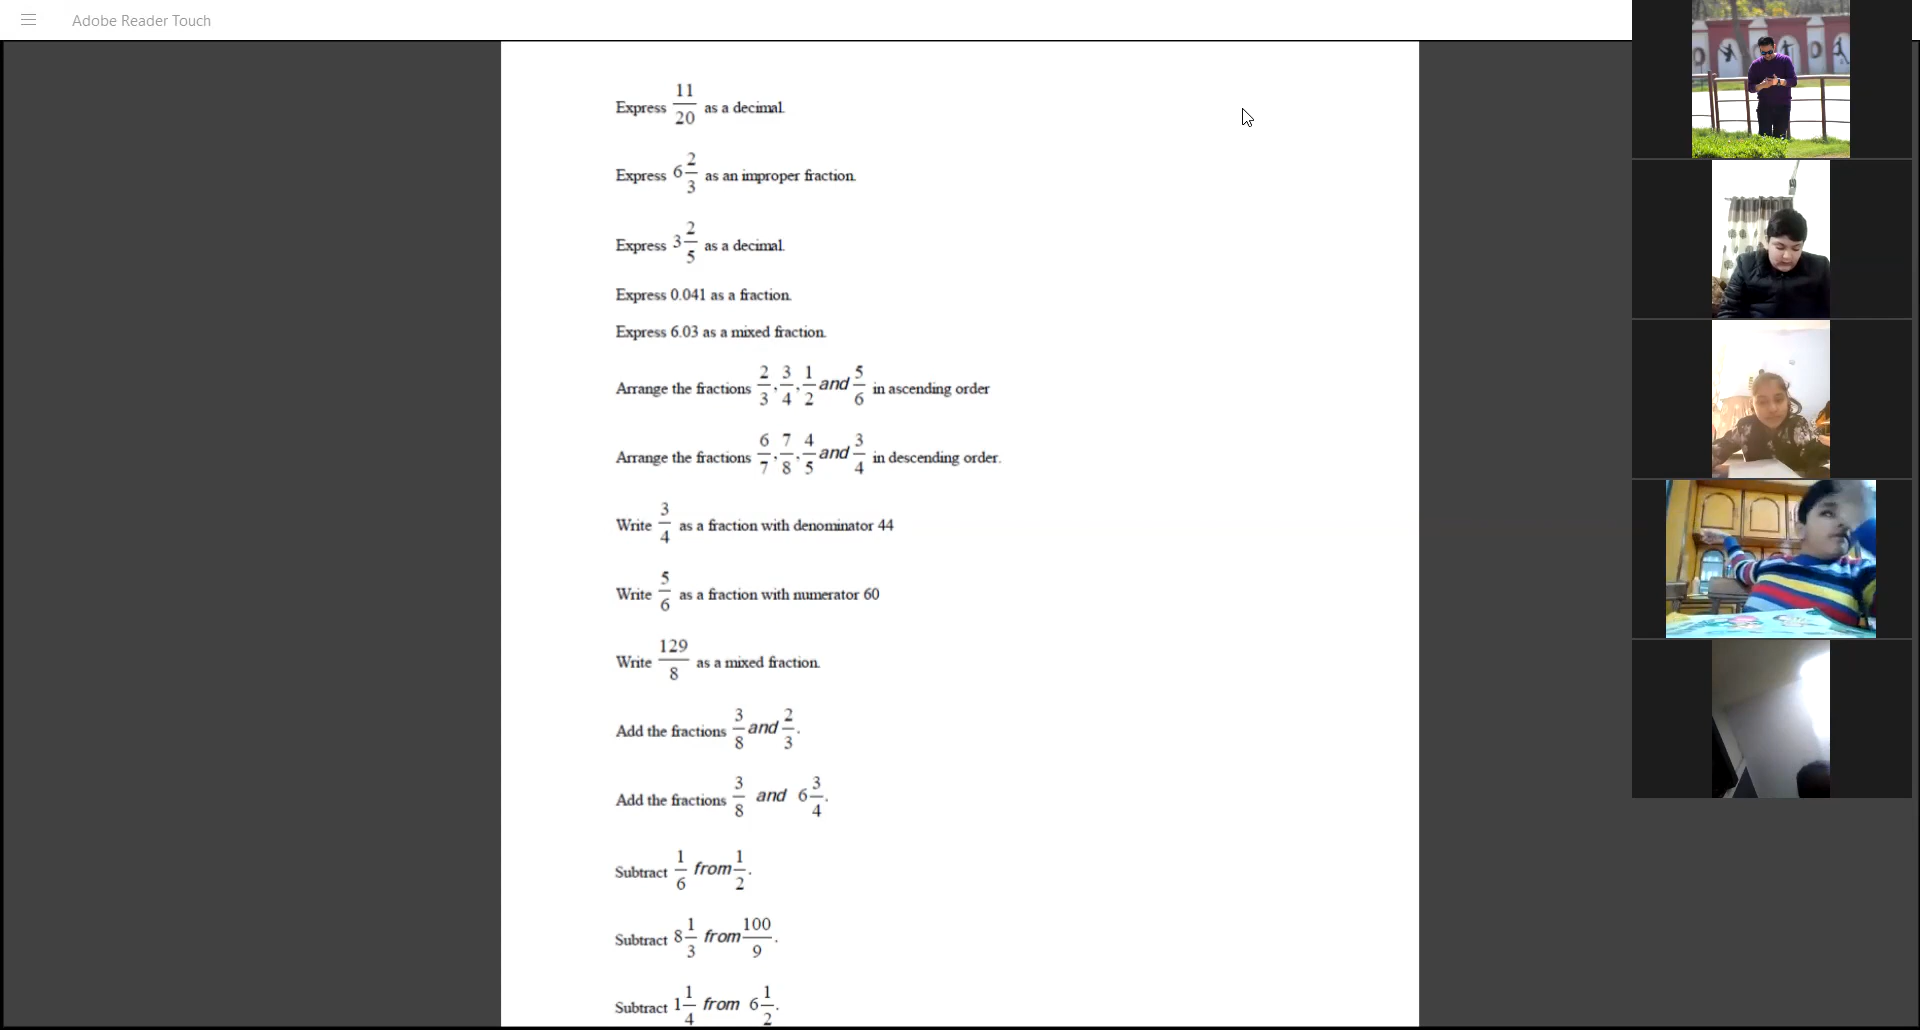 Adobe Reader Touch
Express 11/20 as a decimal.
Express 6 2/3 as an improper fraction.
Express 3 2/5 as a decimal.
Express 0.041 as a fraction.
Express 6.03 as a mixed fraction.
Arrange the fractions 2/3, 3/4, 1/2 and 5/6 in ascending order
Arrange the fractions 6/7, 7/8, 4/5 and 3/4 in descending order.
Write 3/4 as a fraction with denominator 44
Write 5/6 as a fraction with numerator 60
Write 129/8 as a mixed fraction.
Add the fractions 3/8 and 2/3.
Add the fractions 3/8 and 6 3/4.
Subtract 1/6 from 1/2.
Subtract 8 1/3 from 100/9.
Subtract 1 1/4 from 6 1/2.